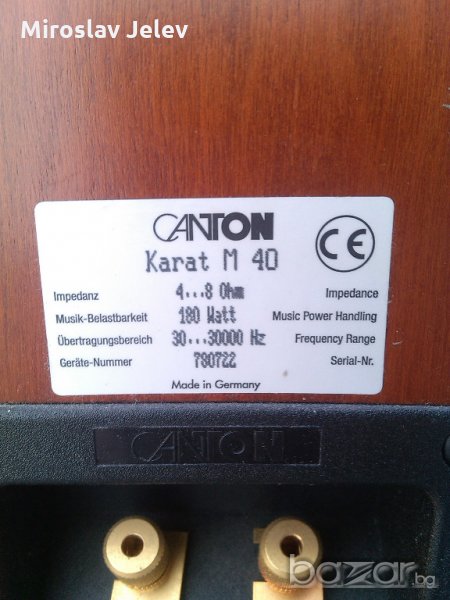 Miroslav Jelev
CANTON
Karat M 40
CE
Impedanz 4...8 Ohm Impedance
Musik-Belastbarkeit 180 Watt Music Power Handling
Übertragungsbereich 30...30000 Hz Frequency Range
Geräte-Nummer 780722 Serial-Nr.
Made in Germany
CANTON
bazar.bg